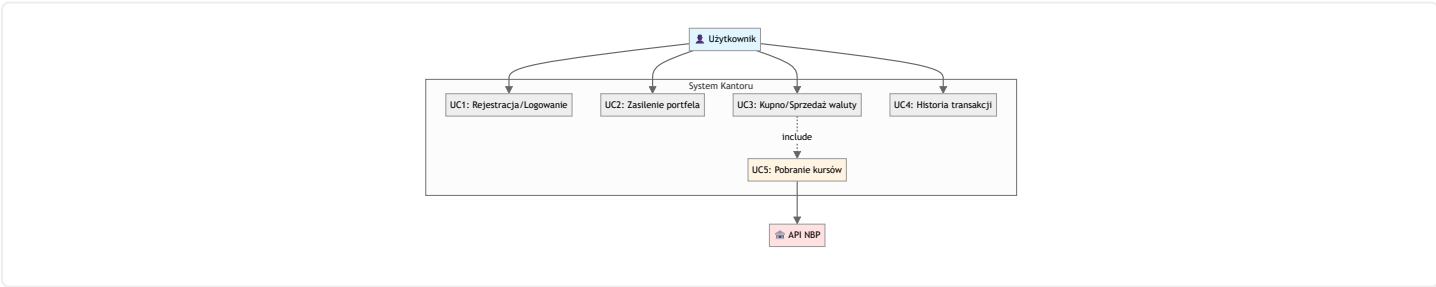 Użytkownik
System Kantoru
UC1: Rejestracja/Logowanie
UC2: Zasilenie portfela
UC3: Kupno/Sprzedaż waluty
UC4: Historia transakcji
include
UC5: Pobranie kursów
API NBP